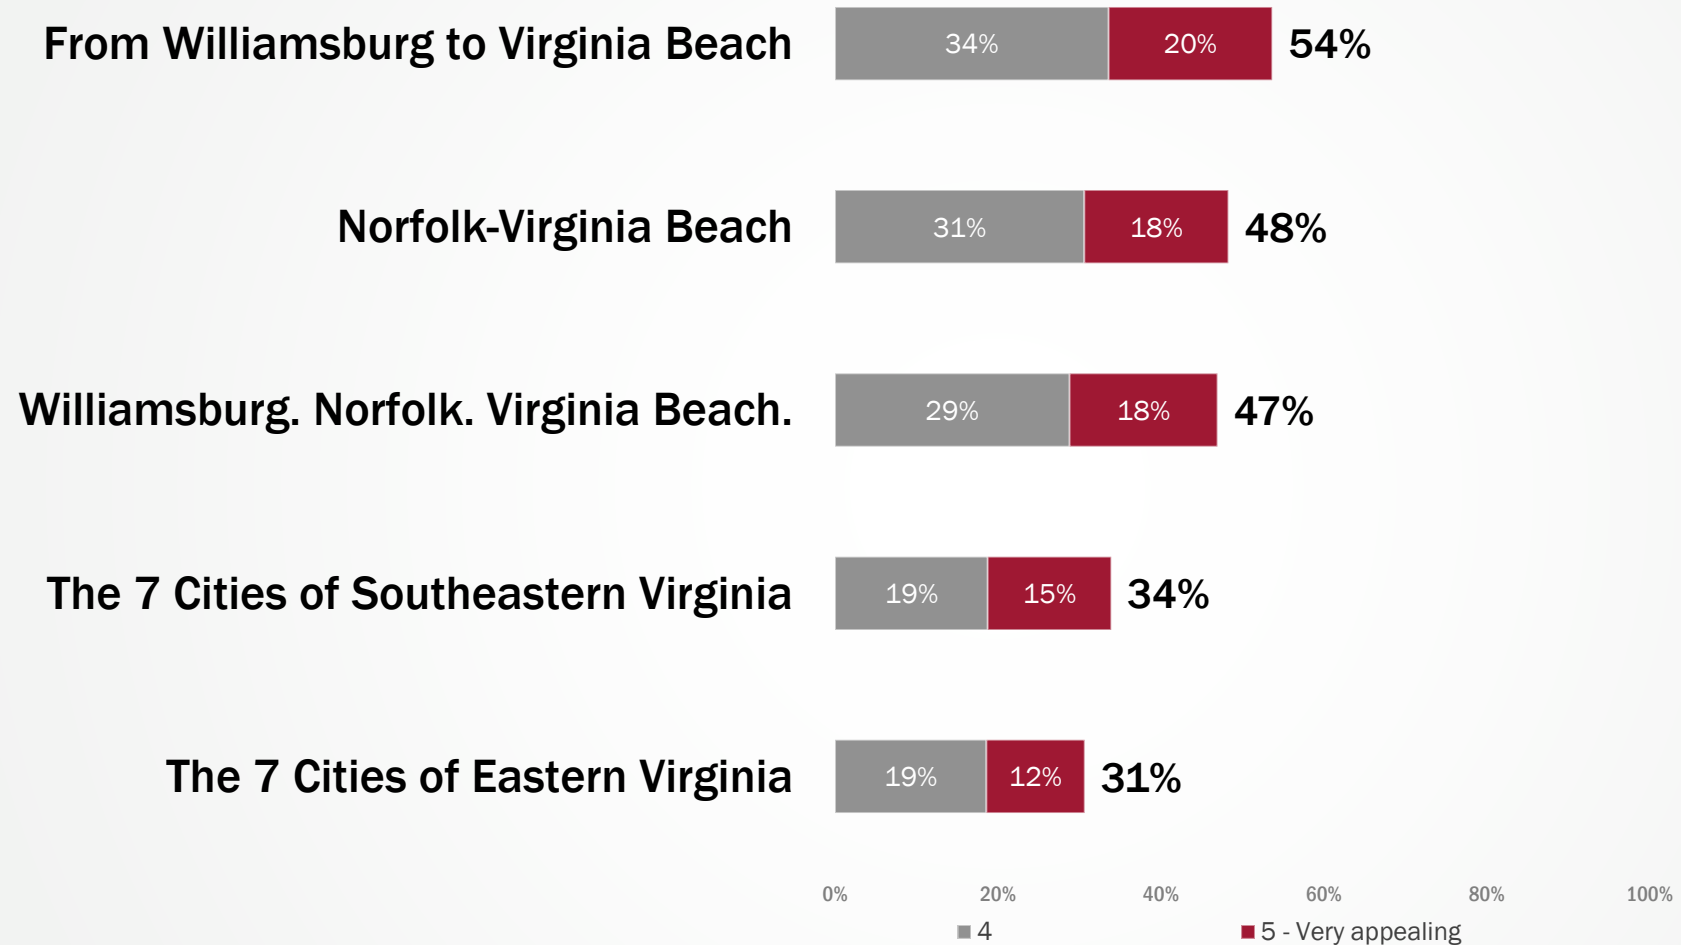 From Williamsburg to Virginia Beach 34% 20% 54%
Norfolk-Virginia Beach 31% 18% 48%
Williamsburg. Norfolk. Virginia Beach. 29% 18% 47%
The 7 Cities of Southeastern Virginia 19% 15% 34%
The 7 Cities of Eastern Virginia 19% 12% 31%
0% 20% 40% 60% 80% 100%
4 5 - Very appealing